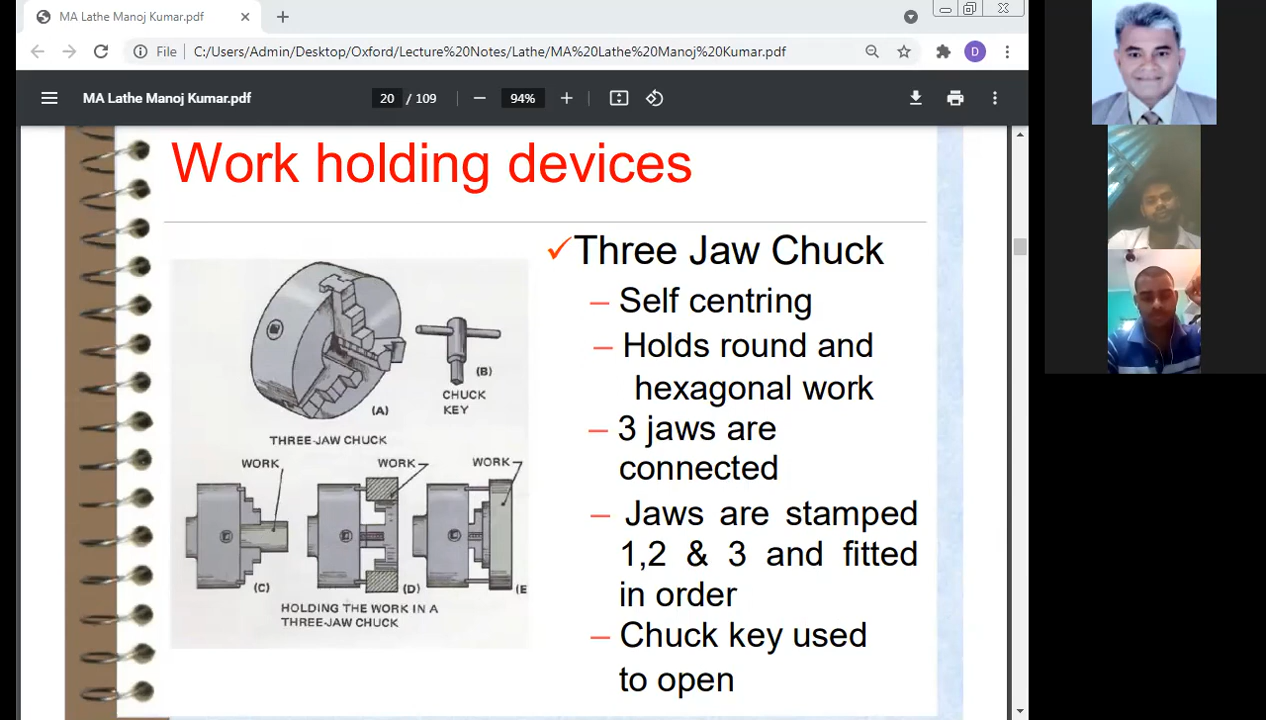 MA Lathe Manoj Kumar.pdf
File
C:/Users/Admin/Desktop/Oxford/Lecture%20Notes/Lathe/MA%20Lathe%20Manoj%20Kumar.pdf
D
MA Lathe Manoj Kumar.pdf
20 / 109
94%
Work holding devices
✓Three Jaw Chuck
– Self centring
– Holds round and
hexagonal work
– 3 jaws are
connected
– Jaws are stamped
1,2 & 3 and fitted
in order
– Chuck key used
to open
(A)
(B)
CHUCK
KEY
THREE-JAW CHUCK
WORK
WORK
WORK
(C)
(D)
(E
HOLDING THE WORK IN A
THREE-JAW CHUCK